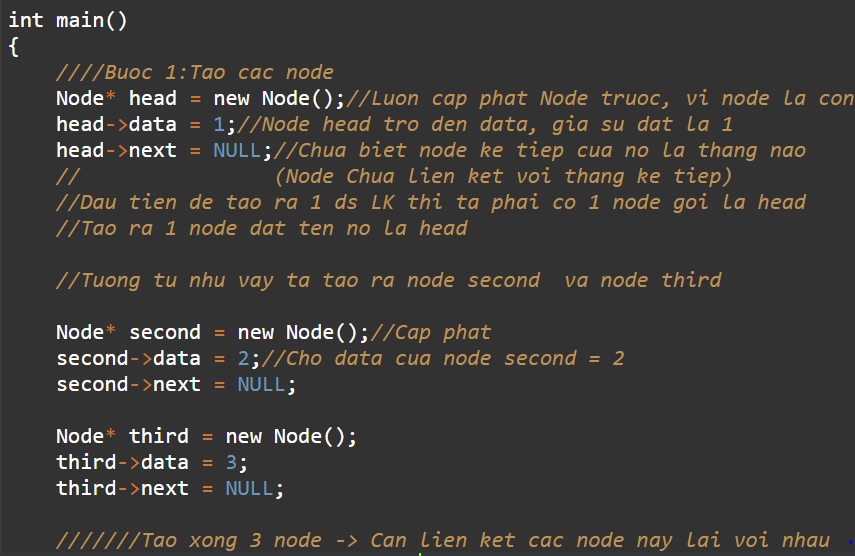 int main()
{
////Buoc 1:Tao cac node
Node* head = new Node();//Luon cap phat Node truoc, vi node la con
head->data = 1;//Node head tro den data, gia su dat la 1
head->next = NULL;//Chua biet node ke tiep cua no la thang nao
// (Node Chua lien ket voi thang ke tiep)
//Dau tien de tao ra 1 ds LK thi ta phai co 1 node goi la head
//Tao ra 1 node dat ten no la head
//Tuong tu nhu vay ta tao ra node second  va node third
Node* second = new Node();//Cap phat
second->data = 2;//Cho data cua node second = 2
second->next = NULL;
Node* third = new Node();
third->data = 3;
third->next = NULL;
///////Tao xong 3 node -> Can lien ket cac node nay lai voi nhau